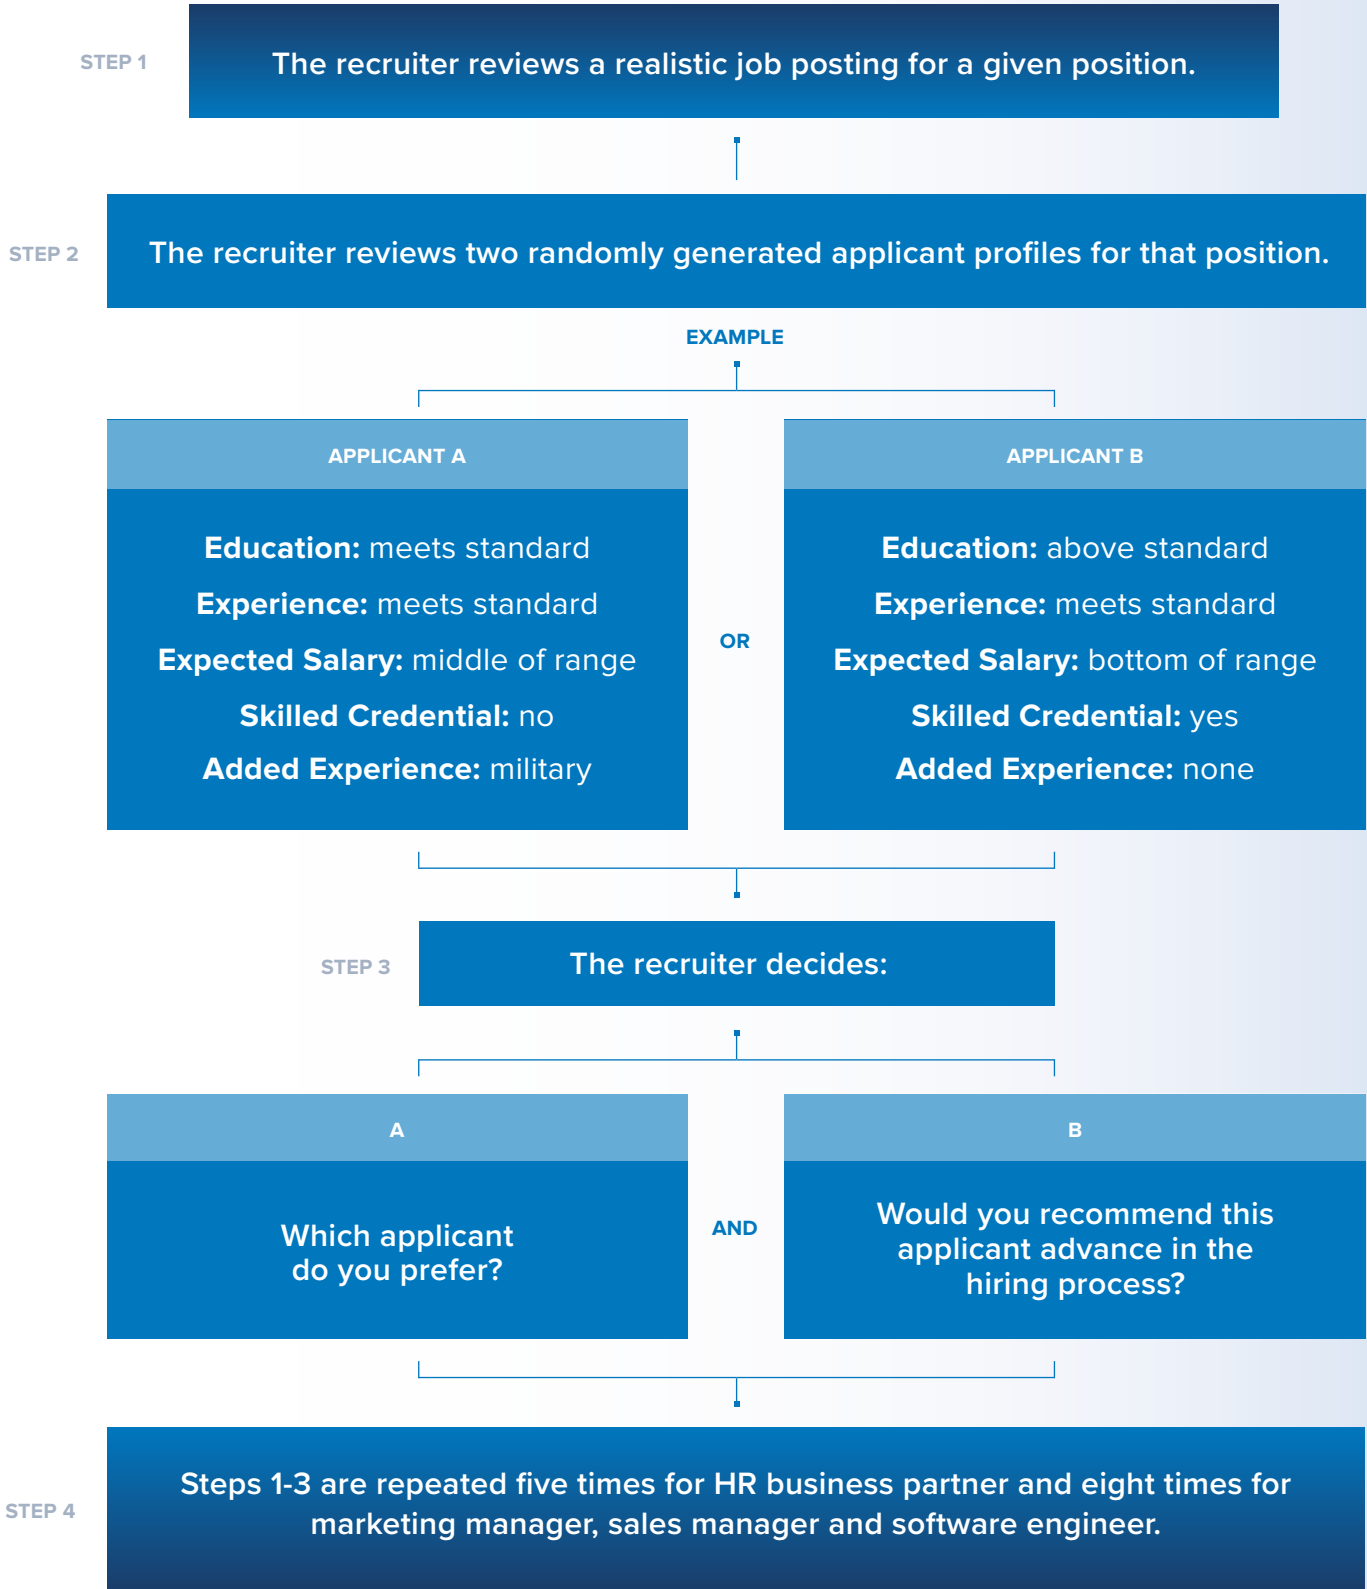 STEP 1
The recruiter reviews a realistic job posting for a given position.
STEP 2
The recruiter reviews two randomly generated applicant profiles for that position.
EXAMPLE
APPLICANT A
Education: meets standard
Experience: meets standard
Expected Salary: middle of range
Skilled Credential: no
Added Experience: military
OR
APPLICANT B
Education: above standard
Experience: meets standard
Expected Salary: bottom of range
Skilled Credential: yes
Added Experience: none
STEP 3
The recruiter decides:
A
Which applicant
do you prefer?
AND
B
Would you recommend this
applicant advance in the
hiring process?
STEP 4
Steps 1-3 are repeated five times for HR business partner and eight times for
marketing manager, sales manager and software engineer.